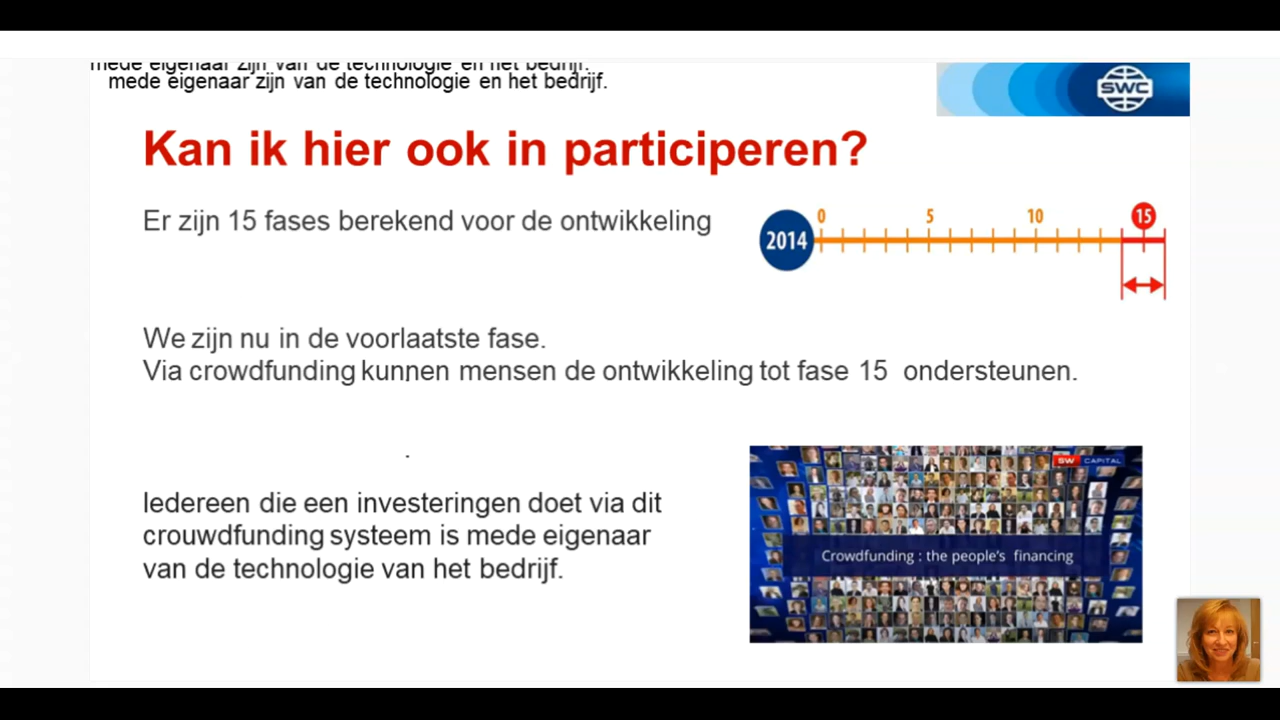 mede eigenaar zijn van de technologie en het bedrijf.
mede eigenaar zijn van de technologie en het bedrijf.
SWC
Kan ik hier ook in participeren?
Er zijn 15 fases berekend voor de ontwikkeling
2014
0 5 10 15
We zijn nu in de voorlaatste fase.
Via crowdfunding kunnen mensen de ontwikkeling tot fase 15 ondersteunen.
.
Iedereen die een investeringen doet via dit
crouwdfunding systeem is mede eigenaar
van de technologie van het bedrijf.
SW CAPITAL
Crowdfunding : the people's financing